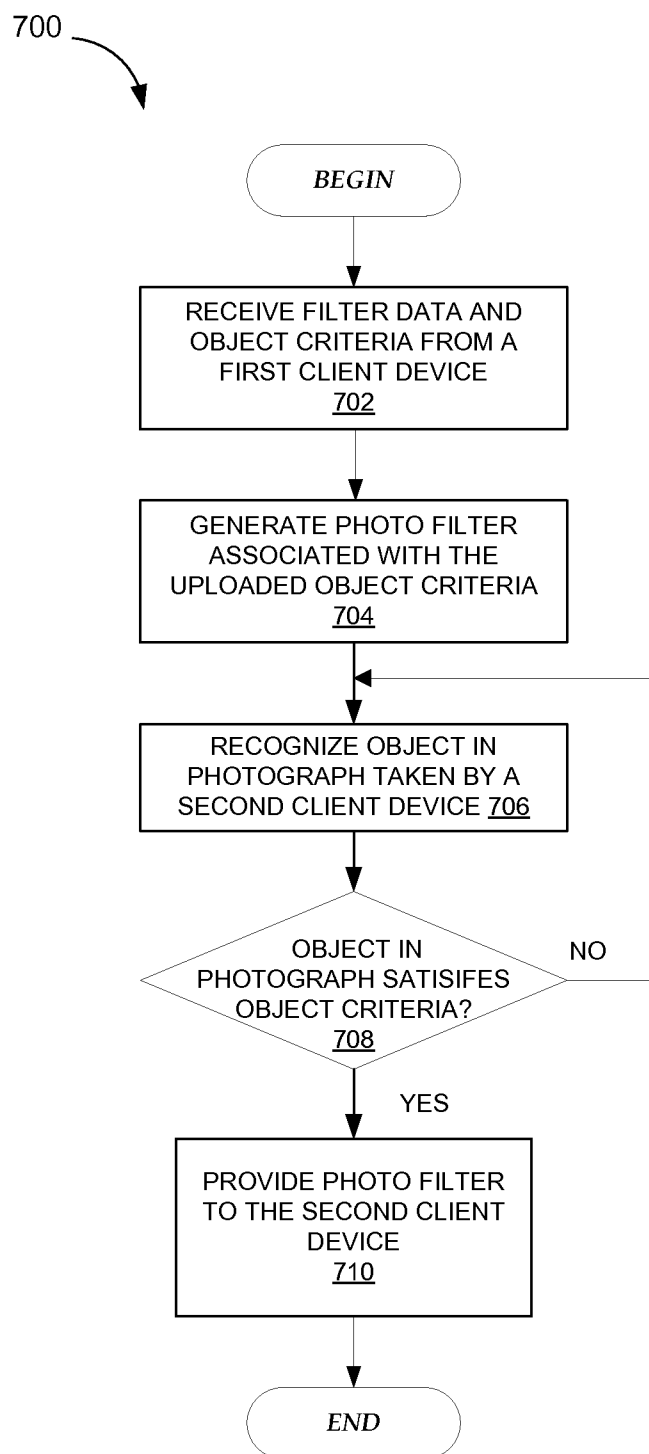 700
BEGIN
RECEIVE FILTER DATA AND
OBJECT CRITERIA FROM A
FIRST CLIENT DEVICE
702
GENERATE PHOTO FILTER
ASSOCIATED WITH THE
UPLOADED OBJECT CRITERIA
704
RECOGNIZE OBJECT IN
PHOTOGRAPH TAKEN BY A
SECOND CLIENT DEVICE 706
OBJECT IN
PHOTOGRAPH SATISIFES
OBJECT CRITERIA?
708
NO
YES
PROVIDE PHOTO FILTER
TO THE SECOND CLIENT
DEVICE
710
END